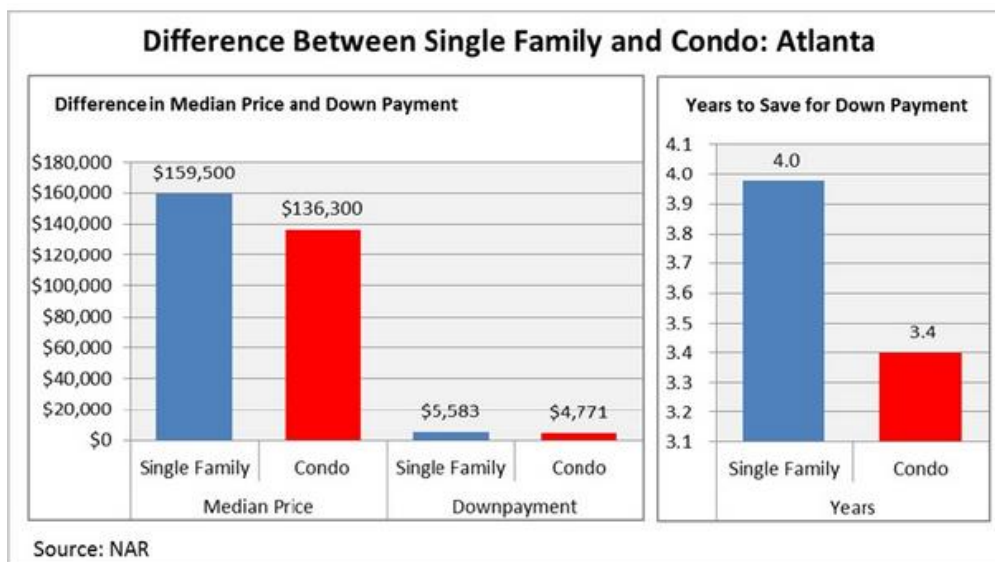 Difference Between Single Family and Condo: Atlanta
Difference in Median Price and Down Payment
$180,000
$160,000
$140,000
$120,000
$100,000
$80,000
$60,000
$40,000
$20,000
$0
$159,500
$136,300
$5,583
$4,771
Single Family
Condo
Single Family
Condo
Median Price
Downpayment
Years to Save for Down Payment
4.1
4.0
3.9
3.8
3.7
3.6
3.5
3.4
3.3
3.2
3.1
4.0
3.4
Single Family
Condo
Years
Source: NAR